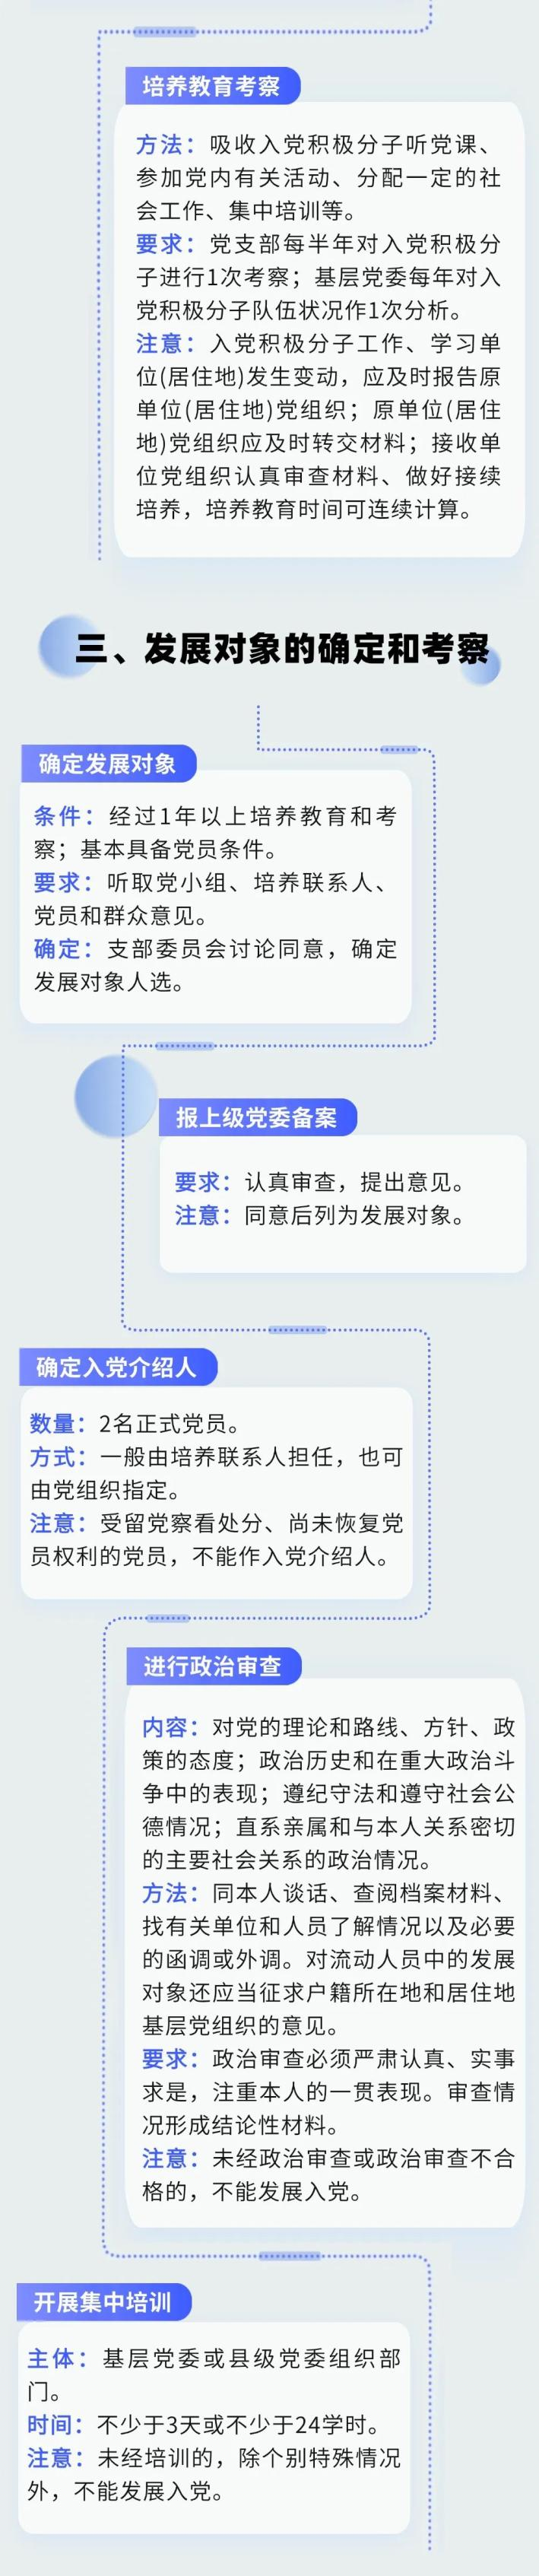 培养教育考察
方法：吸收入党积极分子听党课、
参加党内有关活动、分配一定的社
会工作、集中培训等。
要求：党支部每半年对入党积极分
子进行1次考察；基层党委每年对入
党积极分子队伍状况作1次分析。
注意：入党积极分子工作、学习单
位(居住地)发生变动，应及时报告原
单位(居住地)党组织；原单位(居住
地)党组织应及时转交材料；接收单
位党组织认真审查材料、做好接续
培养，培养教育时间可连续计算。
三、发展对象的确定和考察
确定发展对象
条件：经过1年以上培养教育和考
察；基本具备党员条件。
要求：听取党小组、培养联系人、
党员和群众意见。
确定：支部委员会讨论同意，确定
发展对象人选。
报上级党委备案
要求：认真审查，提出意见。
注意：同意后列为发展对象。
确定入党介绍人
数量：2名正式党员。
方式：一般由培养联系人担任，也可
由党组织指定。
注意：受留党察看处分、尚未恢复党
员权利的党员，不能作入党介绍人。
进行政治审查
内容：对党的理论和路线、方针、政
策的态度；政治历史和在重大政治斗
争中的表现；遵纪守法和遵守社会公
德情况；直系亲属和与本人关系密切
的主要社会关系的政治情况。
方法：同本人谈话、查阅档案材料、
找有关单位和人员了解情况以及必要
的函调或外调。对流动人员中的发展
对象还应当征求户籍所在地和居住地
基层党组织的意见。
要求：政治审查必须严肃认真、实事
求是，注重本人的一贯表现。审查情
况形成结论性材料。
注意：未经政治审查或政治审查不合
格的，不能发展入党。
开展集中培训
主体：基层党委或县级党委组织部
门。
时间：不少于3天或不少于24学时。
注意：未经培训的，除个别特殊情况
外，不能发展入党。